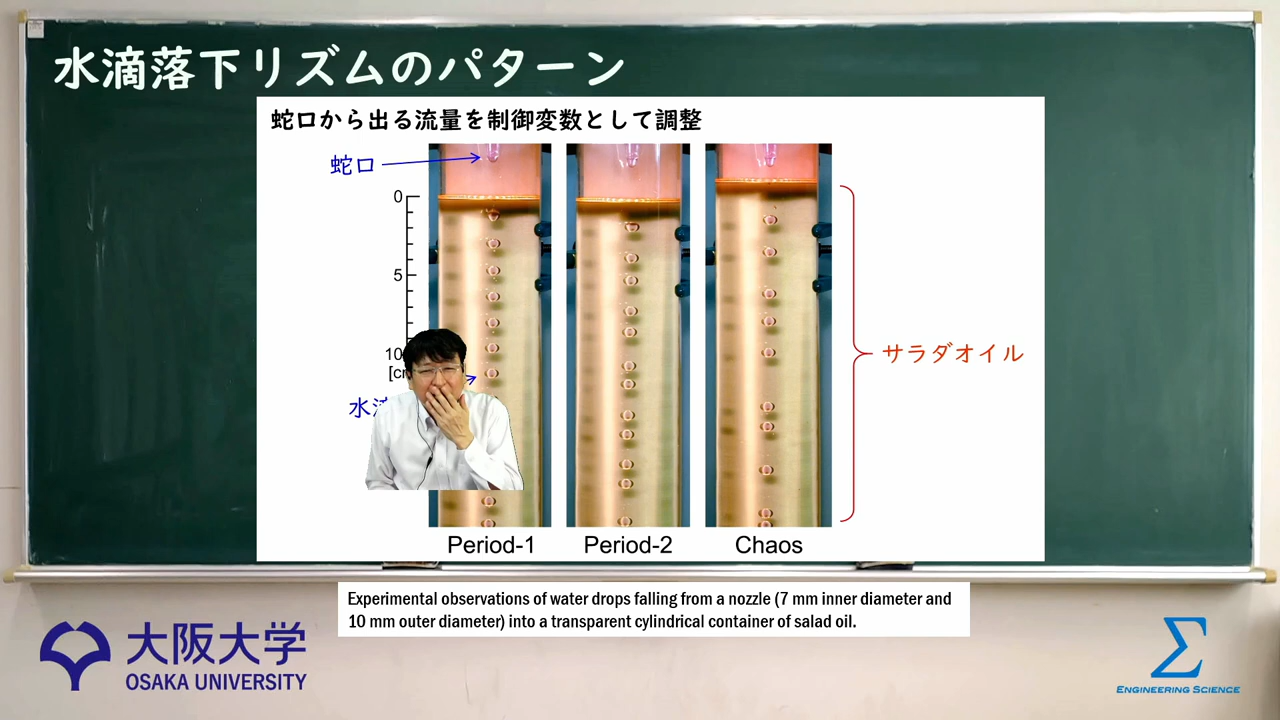 水滴落下リズムのパターン
蛇口から出る流量を制御変数として調整
蛇口
0
5
10
サラダオイル
Period-1
Period-2
Chaos
Experimental observations of water drops falling from a nozzle (7 mm inner diameter and
10 mm outer diameter) into a transparent cylindrical container of salad oil.
大阪大学
OSAKA UNIVERSITY
Σ
ENGINEERING SCIENCE